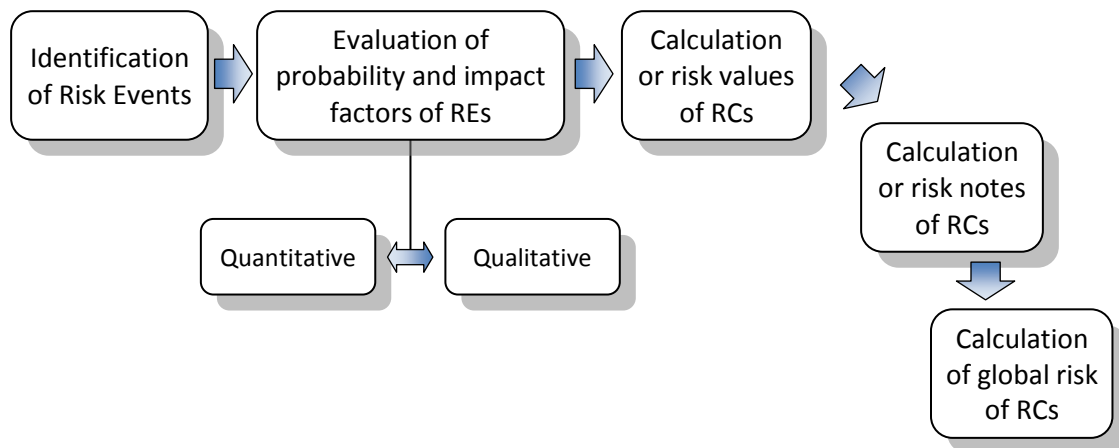 Identification
of Risk Events
Evaluation of
probability and impact
factors of REs
Calculation
or risk values
of RCs
Calculation
or risk notes
of RCs
Quantitative
Qualitative
Calculation
of global risk
of RCs